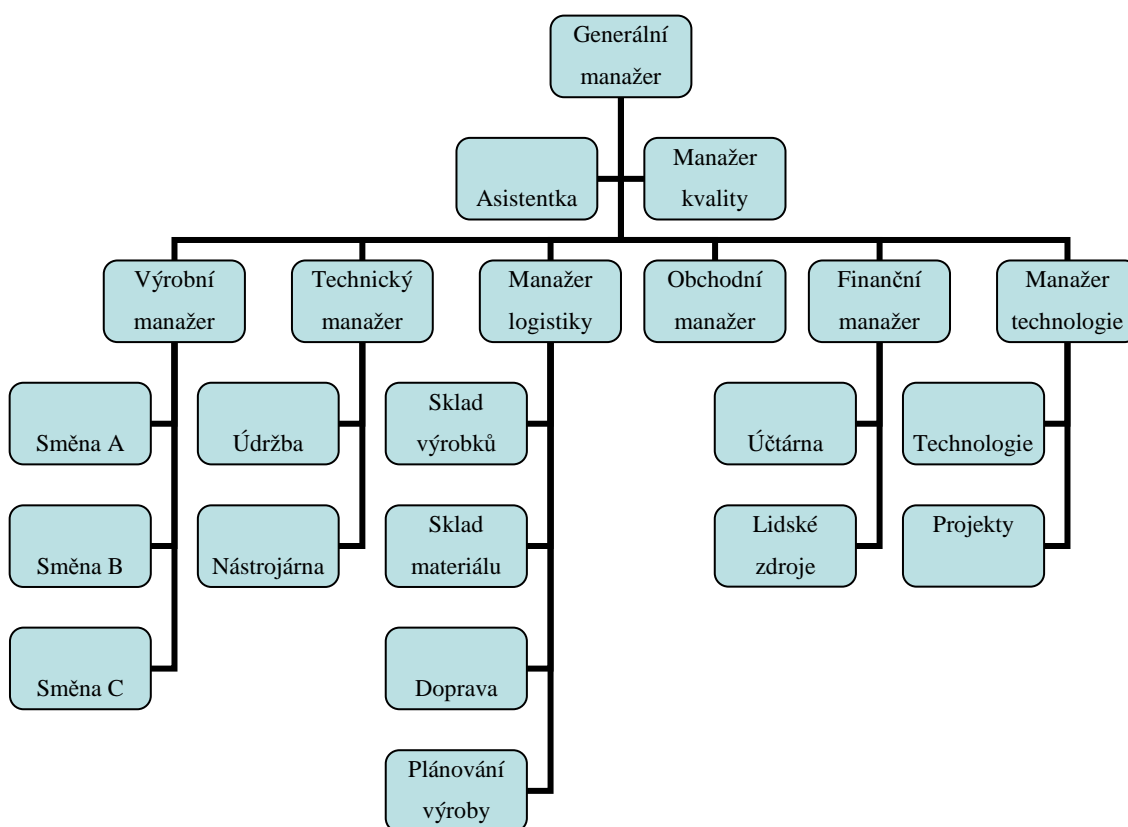 Generální
manažer
Asistentka
Manažer
kvality
Výrobní
manažer
Technický
manažer
Manažer
logistiky
Obchodní
manažer
Finanční
manažer
Manažer
technologie
Směna A
Údržba
Sklad
výrobků
Účtárna
Technologie
Směna B
Nástrojárna
Sklad
materiálu
Lidské
zdroje
Projekty
Směna C
Doprava
Plánování
výroby